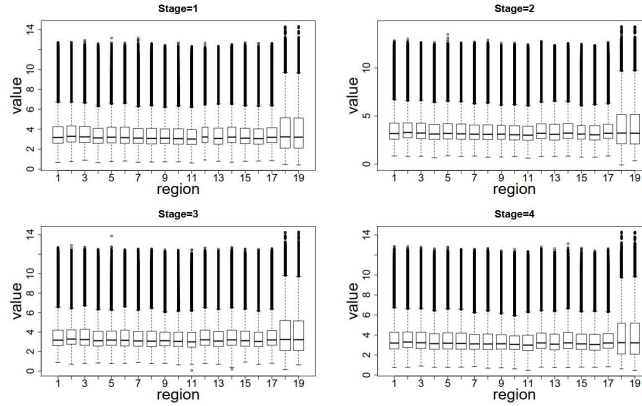 Stage=1
value
0 2 4 6 8 10 14
1 3 5 7 9 11 13 15 17 19
region
Stage=2
value
0 5 10
1 3 5 7 9 11 13 15 17 19
region
Stage=3
value
0 2 4 6 8 10 14
1 3 5 7 9 11 13 15 17 19
region
Stage=4
value
0 2 4 6 8 10 14
1 3 5 7 9 11 13 15 17 19
region